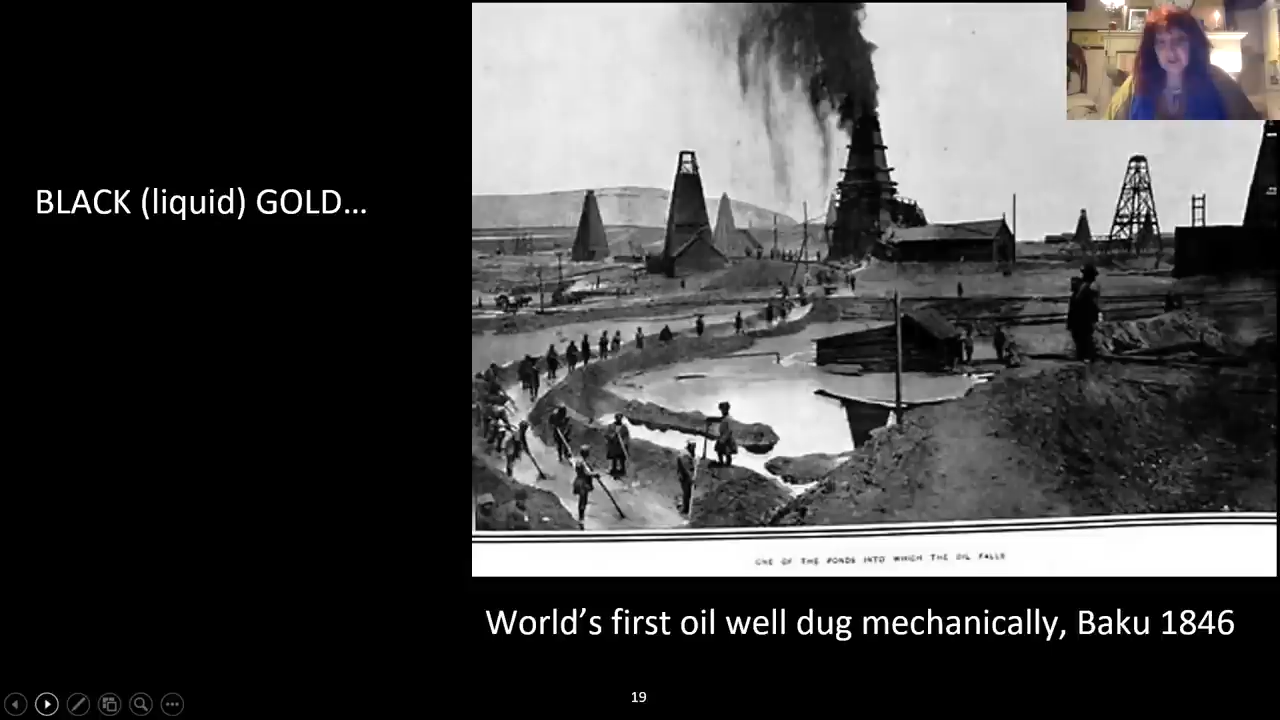 BLACK (liquid) GOLD...
ONE OF THE PONDS INTO WHICH THE OIL FALLS
World's first oil well dug mechanically, Baku 1846
19